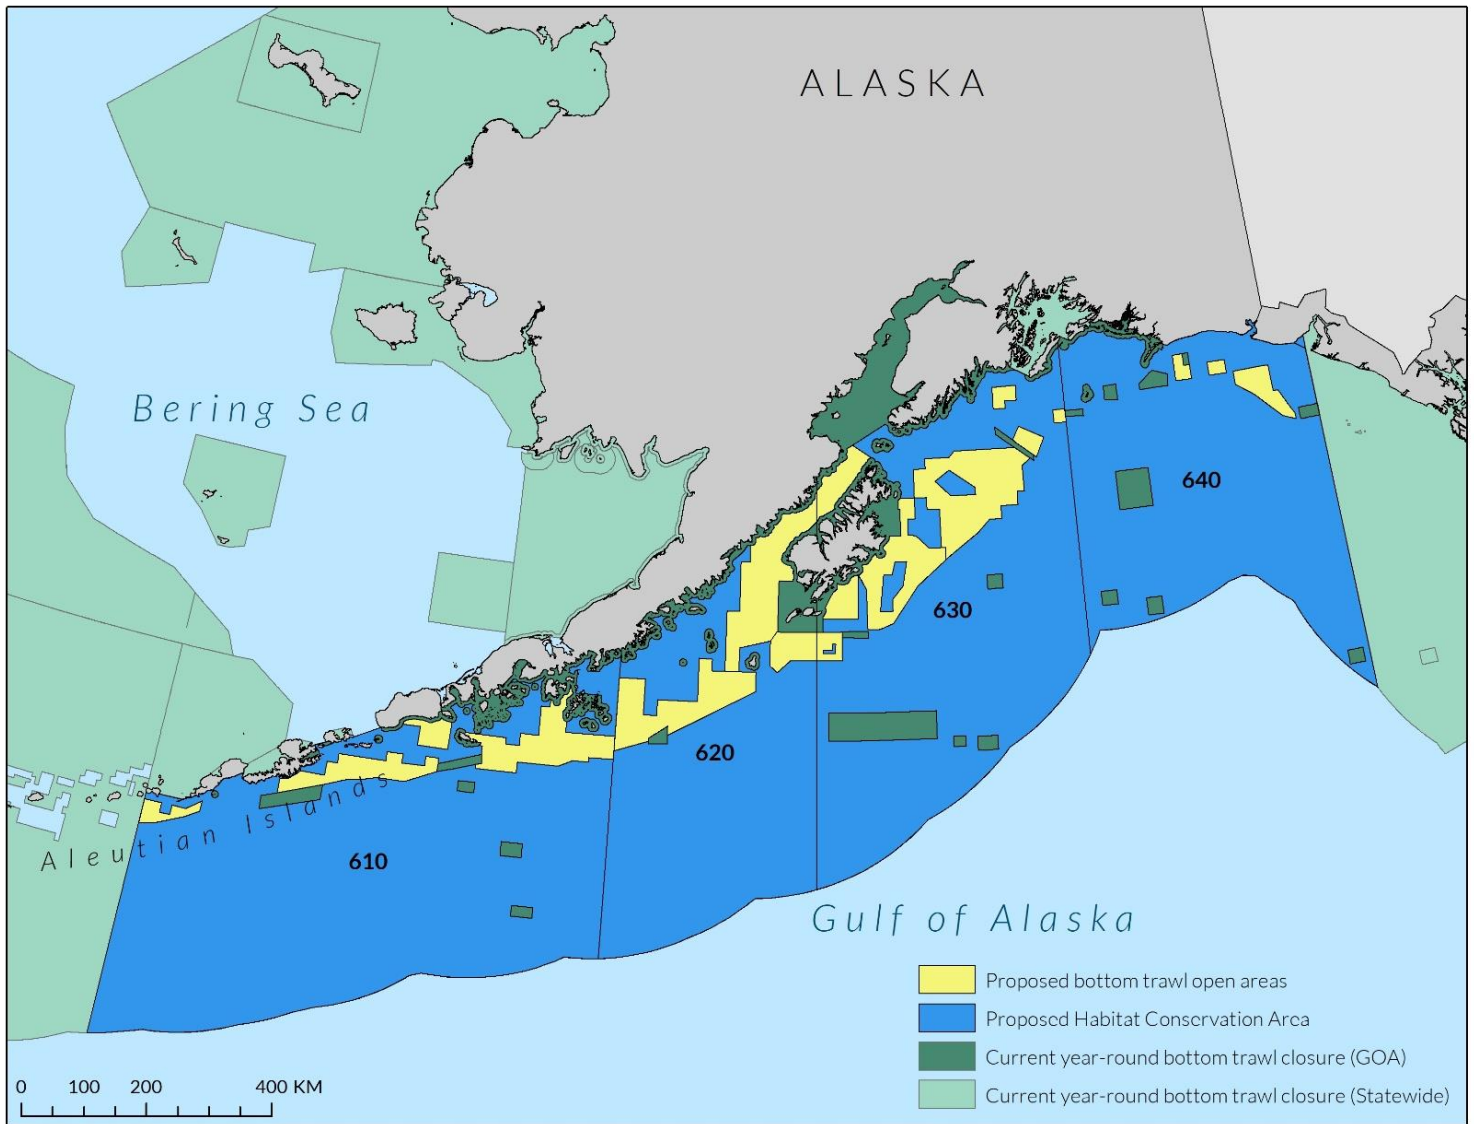 ALASKA
Bering Sea
640
630
620
Aleutian Islands
610
Gulf of Alaska
Proposed bottom trawl open areas
Proposed Habitat Conservation Area
Current year-round bottom trawl closure (GOA)
Current year-round bottom trawl closure (Statewide)
0 100 200 400 KM